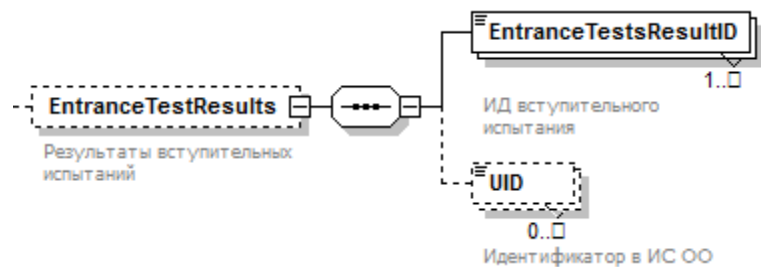 EntranceTestsResultID
1..□
ИД вступительного
испытания
EntranceTestResults
Результаты вступительных
испытаний
UID
0..□
Идентификатор в ИС ОО